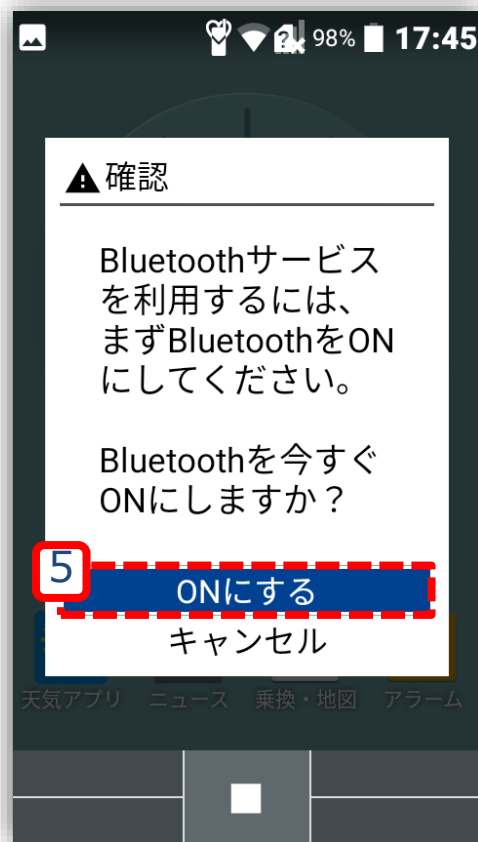 98% 17:45
確認
Bluetoothサービス
を利用するには、
まずBluetoothをON
にしてください。
Bluetoothを今すぐ
ONにしますか？
5
ONにする
キャンセル
天気アプリ ニュース 乗換・地図 アラーム